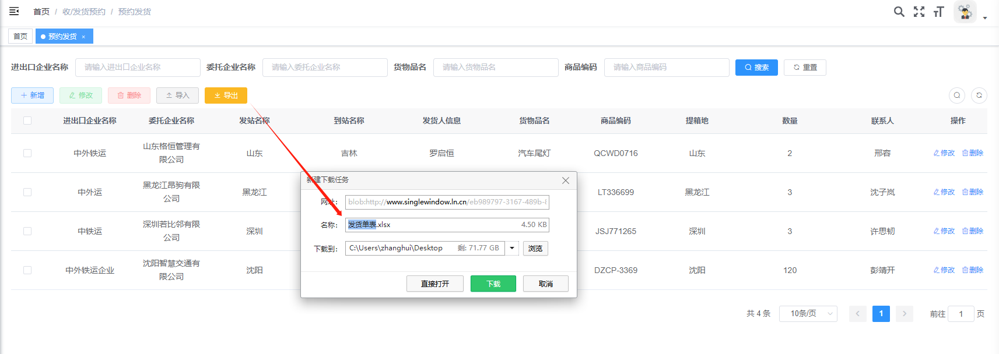 首页 / 收/发货预约 / 预约发货
首页 预约发货 ×
进出口企业名称 请输入进出口企业名称 委托企业名称 请输入委托企业名称 货物品名 请输入货物品名 商品编码 请输入商品编码 搜索 重置
新增 修改 删除 导入 导出
进出口企业名称 委托企业名称 发站名称 到站名称 发货人信息 货物品名 商品编码 提箱地 数量 联系人 操作
中外铁运 山东格恒管理有限公司 山东 吉林 罗启恒 汽车尾灯 QCWD0716 山东 2 邢容 修改 删除
中外运 黑龙江昂驹有限公司 黑龙江 LT336699 黑龙江 3 沈子岚 修改 删除
中铁运 深圳若比邻有限公司 深圳 JSJ771265 深圳 3 许思韧 修改 删除
中外铁运企业 沈阳智慧交通有限公司 沈阳 DZCP-3369 沈阳 120 彭靖开 修改 删除
新建下载任务
网址: blob:http://www.singlewindow.ln.cn/eb989797-3167-489b-
名称: 发货单表.xlsx 4.50 KB
下载到: C:\Users\zhanghui\Desktop 剩: 71.77 GB 浏览
直接打开 下载 取消
共 4 条 10条/页 1 前往 1 页